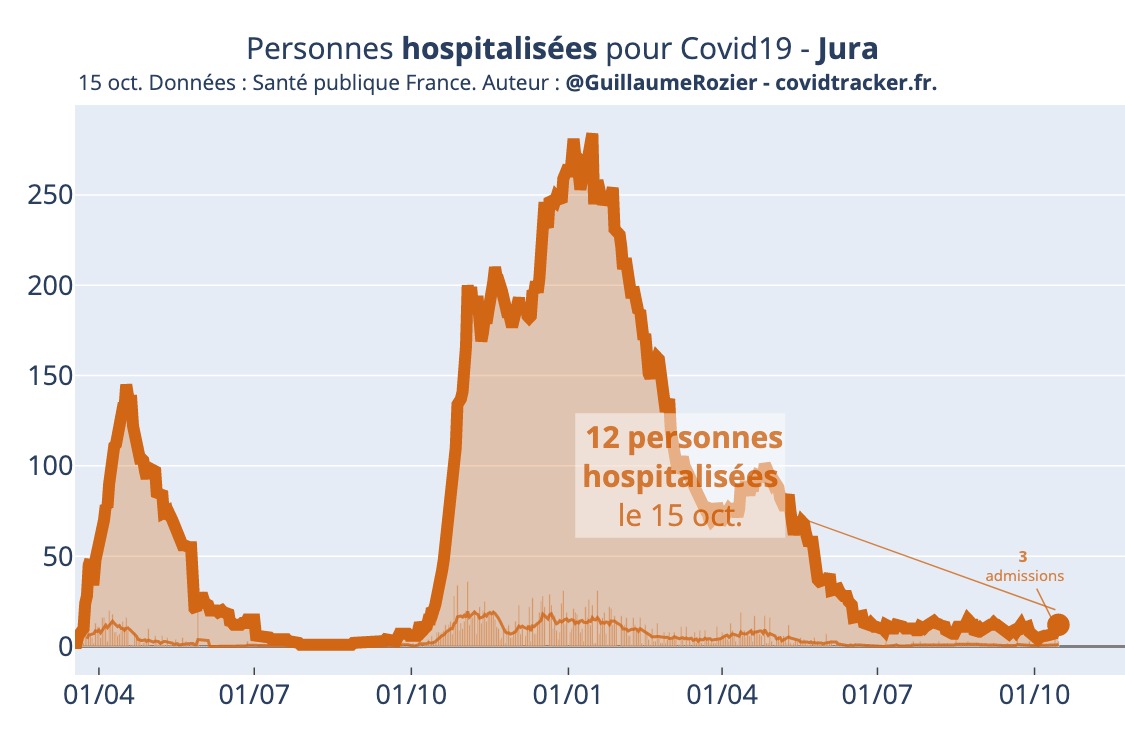 Personnes hospitalisées pour Covid19 - Jura
15 oct. Données : Santé publique France. Auteur : @GuillaumeRozier - covidtracker.fr.
250
200
150
100
50
0
12 personnes
hospitalisées
le 15 oct.
3
admissions
01/04
01/07
01/10
01/01
01/04
01/07
01/10